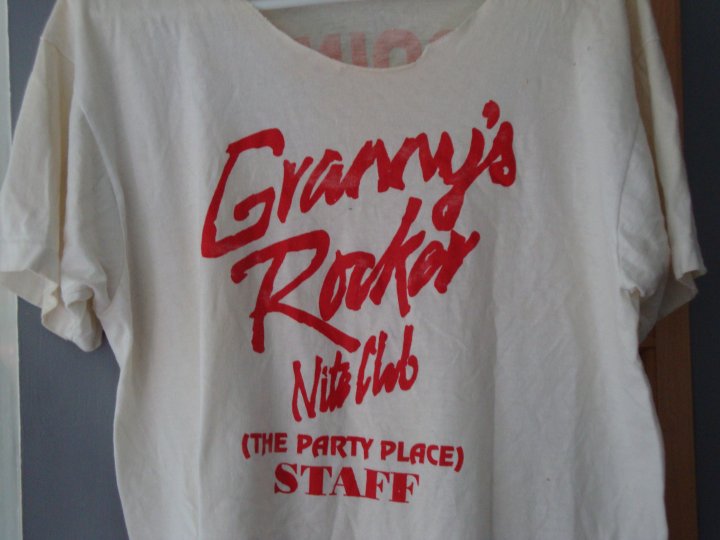 Granny's
Rocker
Nite Club
(THE PARTY PLACE)
STAFF